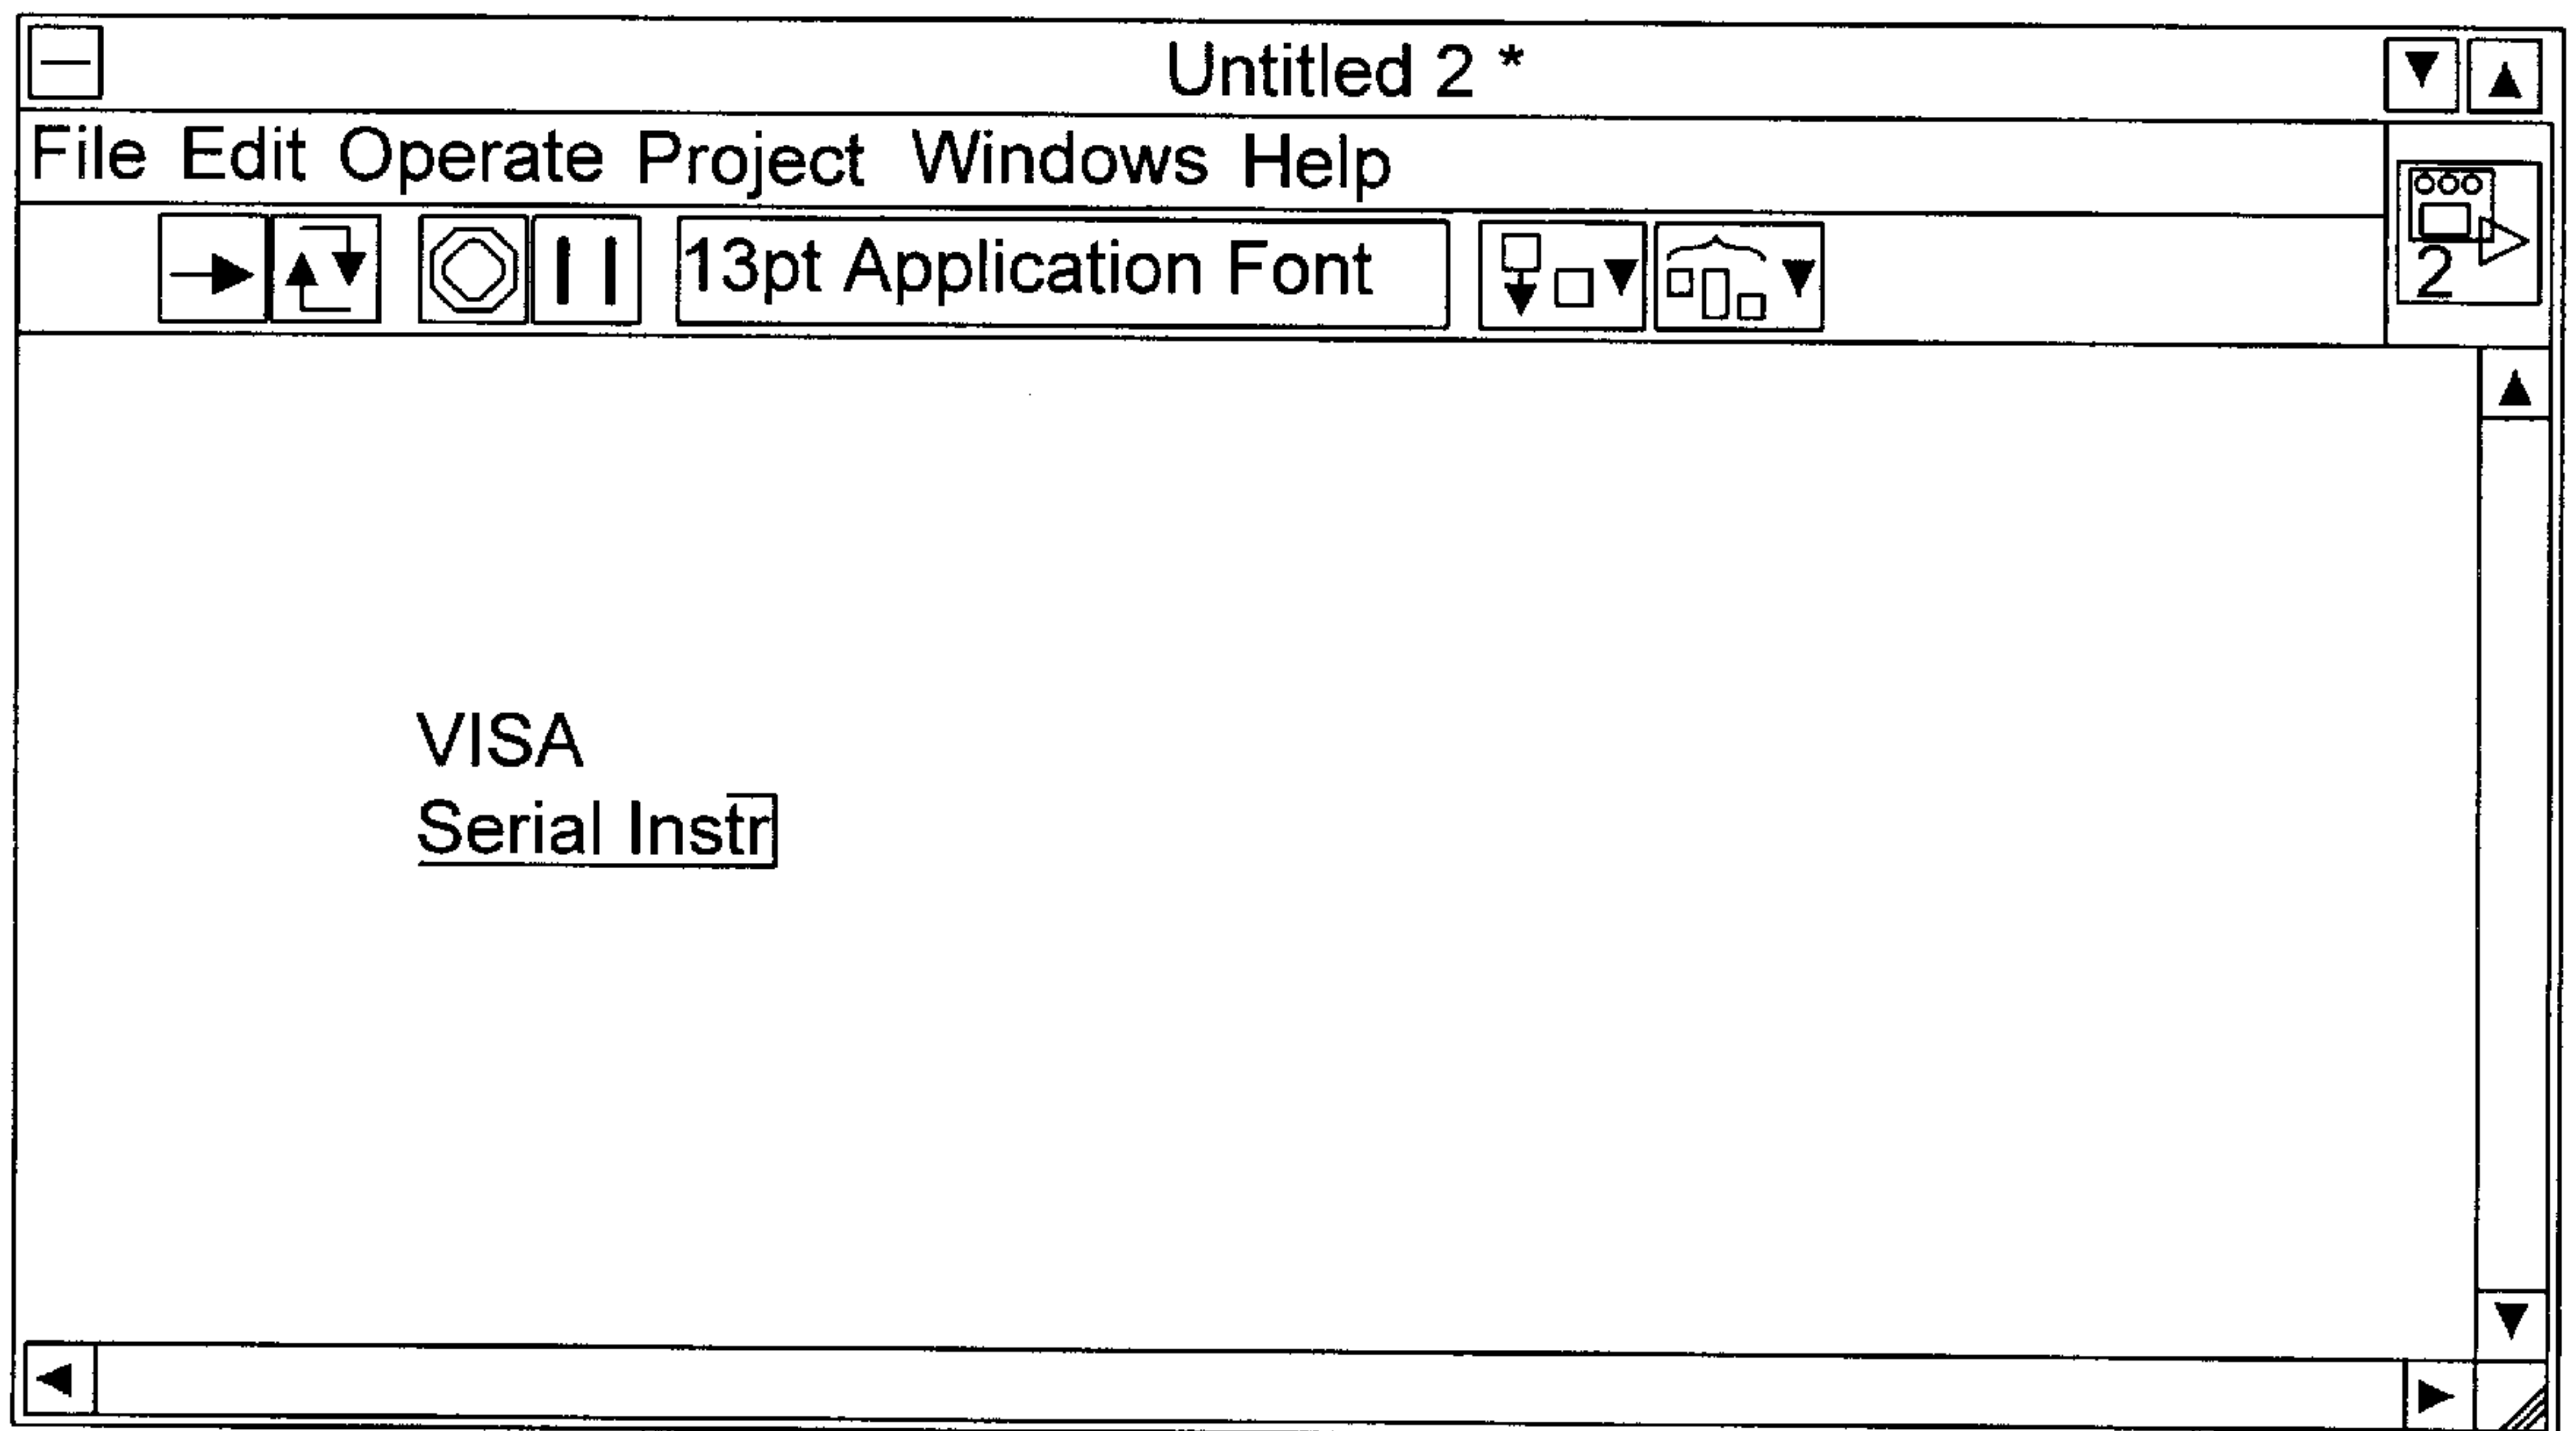 Untitled 2 *
File Edit Operate Project Windows Help
13pt Application Font
2
VISA
Serial Instr